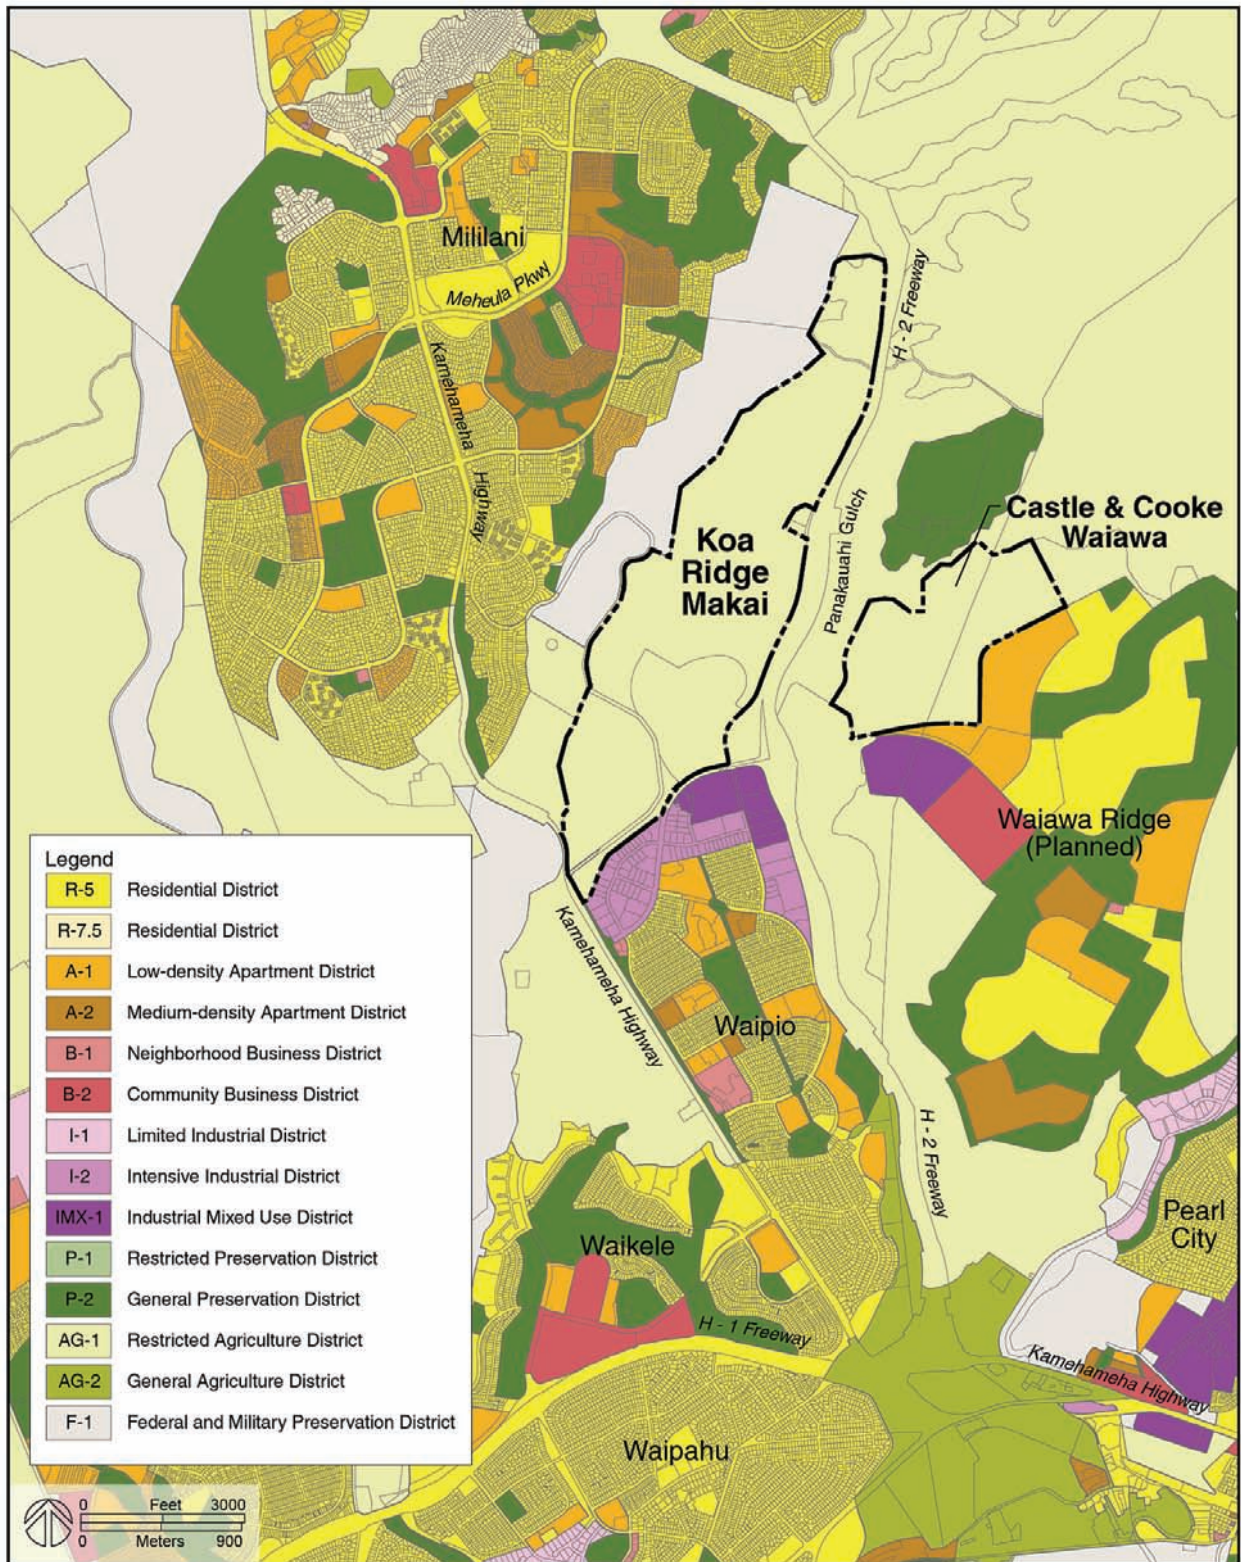 Mililani
Meheula Pkwy
Kamehameha
Highway
H - 2 Freeway
Koa
Ridge
Makai
Panakauahi Gulch
Castle & Cooke
Waiawa
Waiawa Ridge
(Planned)
Kamehameha Highway
Waipio
H - 2 Freeway
Pearl
City
Waikele
H - 1 Freeway
Kamehameha Highway
Waipahu
Legend
R-5 Residential District
R-7.5 Residential District
A-1 Low-density Apartment District
A-2 Medium-density Apartment District
B-1 Neighborhood Business District
B-2 Community Business District
I-1 Limited Industrial District
I-2 Intensive Industrial District
IMX-1 Industrial Mixed Use District
P-1 Restricted Preservation District
P-2 General Preservation District
AG-1 Restricted Agriculture District
AG-2 General Agriculture District
F-1 Federal and Military Preservation District
0 Feet 3000
0 Meters 900